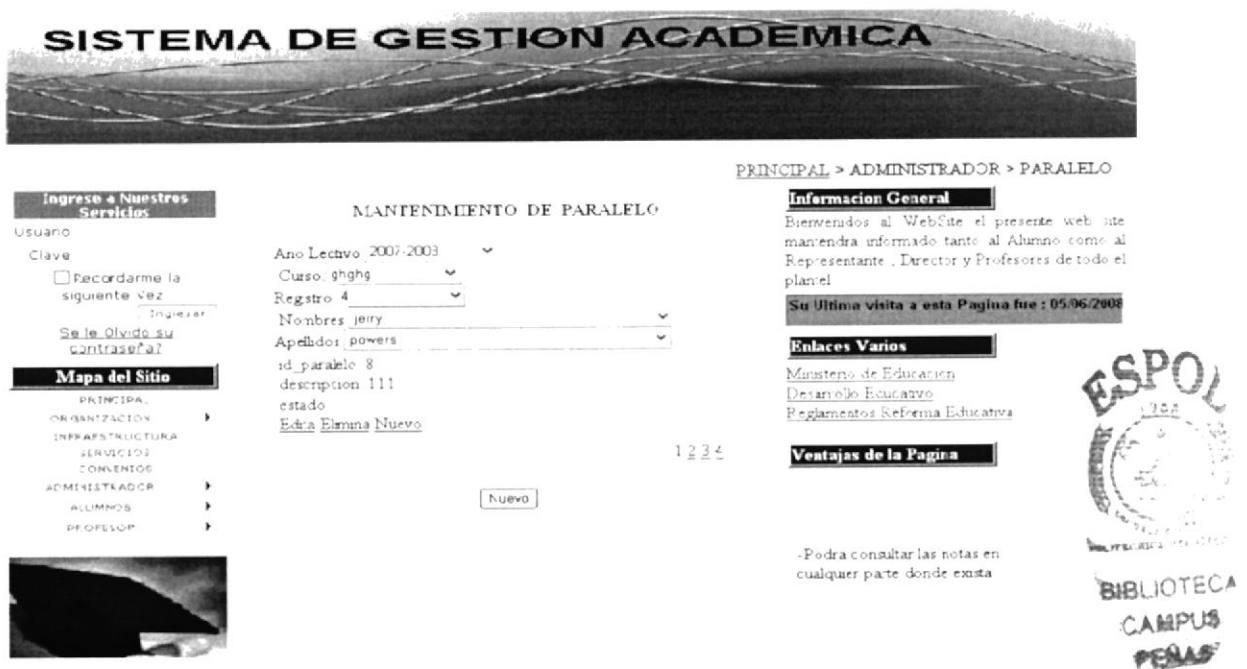 SISTEMA DE GESTION ACADEMICA
PRINCIPAL > ADMINISTRADOR > PARALELO
Ingrese a Nuestros
Servicios
Usuario
Clave
Recordarme la
siguiente vez
Ingresar
Se le Olvido su
contraseña?
Mapa del Sitio
PRINCIPAL
ORGANIZACION
INFRAESTRUCTURA
SERVICIOS
CONVENIOS
ADMINISTRADOR
ALUMNOS
PROFESOR
MANTENIMIENTO DE PARALELO
Ano Lectivo 2007-2003
Curso: ghghg
Registro 4
Nombres jerry
Apellidos powers
id_paralelo 8
description 111
estado
Edita Elimina Nuevo
1 2 3 4
Nuevo
Informacion General
Bienvenidos al WebSite el presente web site
mantendra informado tanto al Alumno como al
Representante , Director y Profesores de todo el
plantel
Su Ultima visita a esta Pagina fue : 05/06/2008
Enlaces Varios
Ministerio de Educacion
Desarrollo Educativo
Reglamentos Reforma Educativa
Ventajas de la Pagina
-Podra consultar las notas en
cualquier parte donde exista
ESPOL
BIBLIOTECA
CAMPUS
PEÑAS